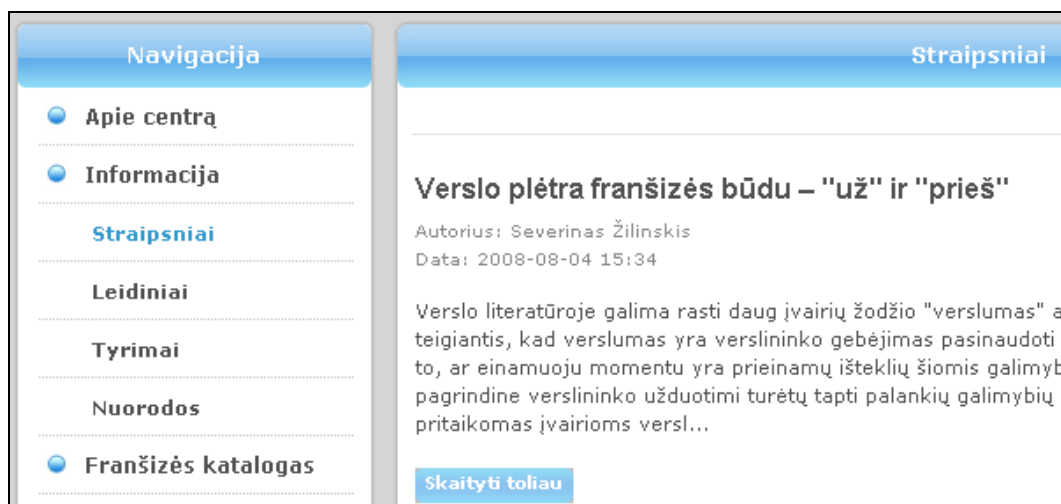 Navigacija
Apie centrą
Informacija
Straipsniai
Leidiniai
Tyrimai
Nuorodos
Franšizės katalogas
Straipsniai
Verslo plėtra franšizės būdu – "už" ir "prieš"
Autorius: Severinas Žilinskis
Data: 2008-08-04 15:34
Verslo literatūroje galima rasti daug įvairių žodžio "verslumas" a
teigiantis, kad verslumas yra verslininko gebėjimas pasinaudoti
to, ar einamuoju momentu yra prieinamų išteklių šiomis galimyb
pagrindine verslininko užduotimi turėtų tapti palankių galimybių
pritaikomas įvairioms versl...
Skaityti toliau